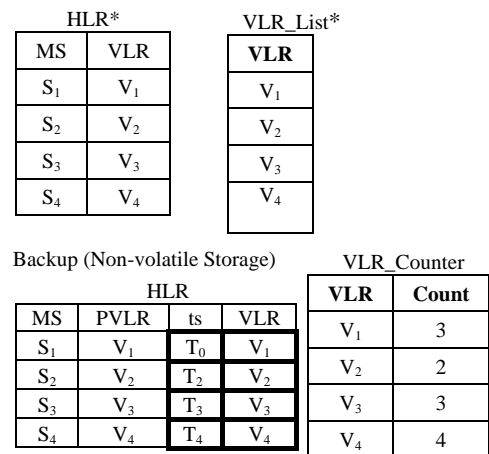 HLR*
MS VLR
S₁ V₁
S₂ V₂
S₃ V₃
S₄ V₄
VLR_List*
VLR
V₁
V₂
V₃
V₄
Backup (Non-volatile Storage)
HLR
MS PVLR ts VLR
S₁ V₁ T₀ V₁
S₂ V₂ T₂ V₂
S₃ V₃ T₃ V₃
S₄ V₄ T₄ V₄
VLR_Counter
VLR Count
V₁ 3
V₂ 2
V₃ 3
V₄ 4